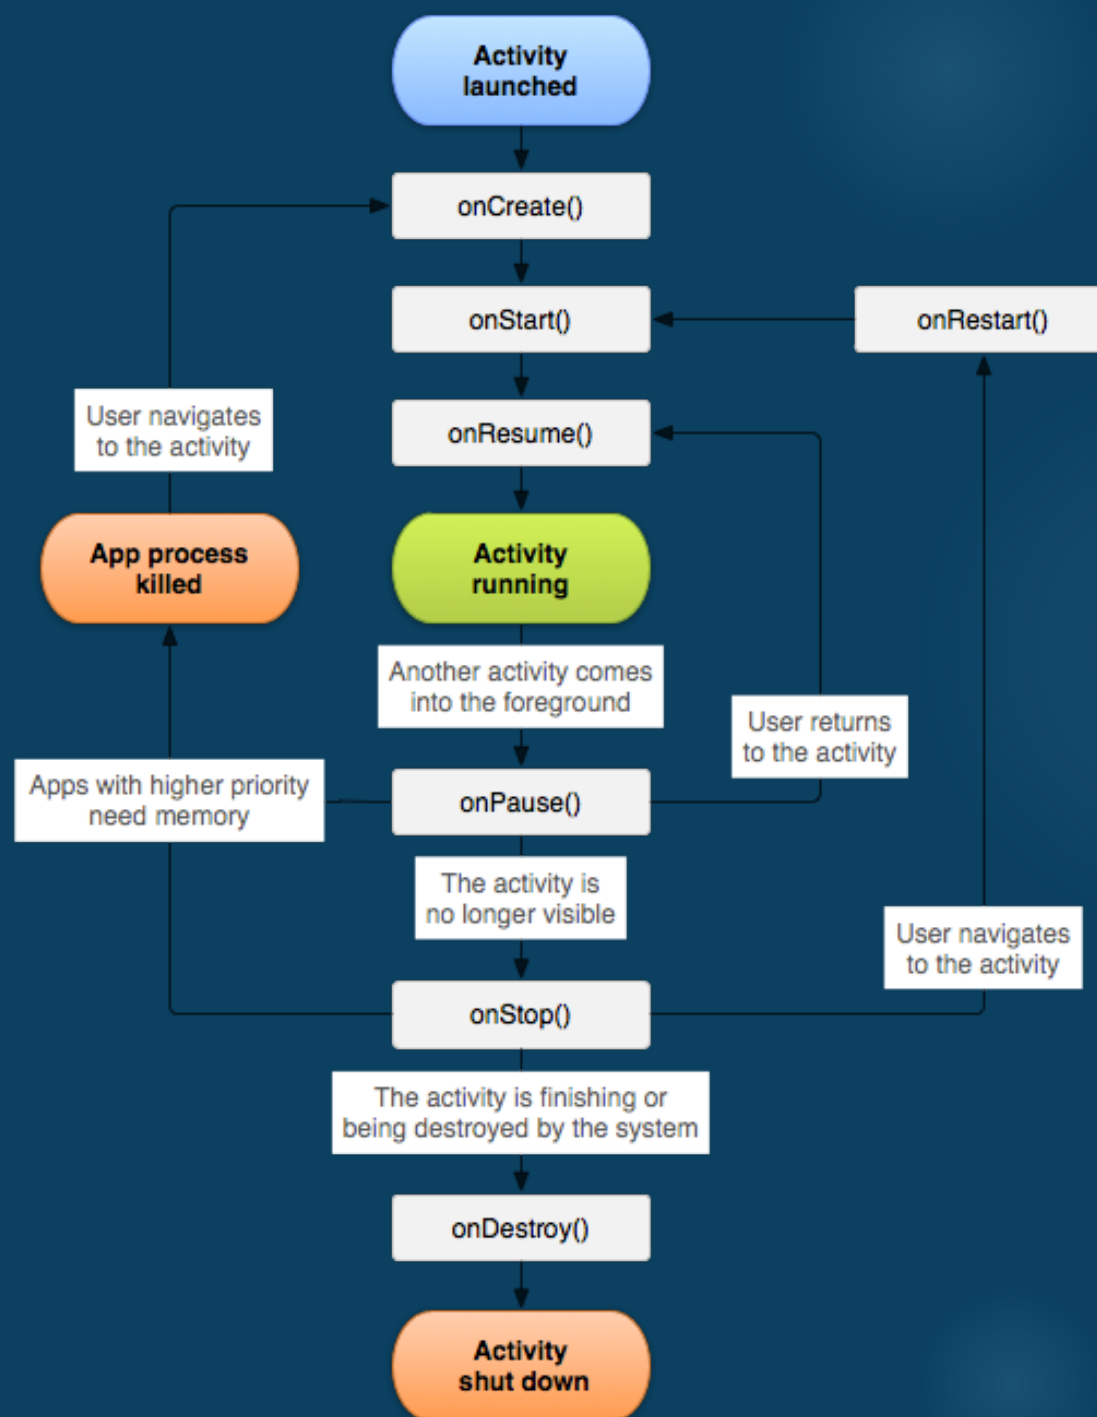 Activity
launched
onCreate()
onStart()
onRestart()
User navigates
to the activity
onResume()
App process
killed
Activity
running
Another activity comes
into the foreground
User returns
to the activity
Apps with higher priority
need memory
onPause()
The activity is
no longer visible
User navigates
to the activity
onStop()
The activity is finishing or
being destroyed by the system
onDestroy()
Activity
shut down